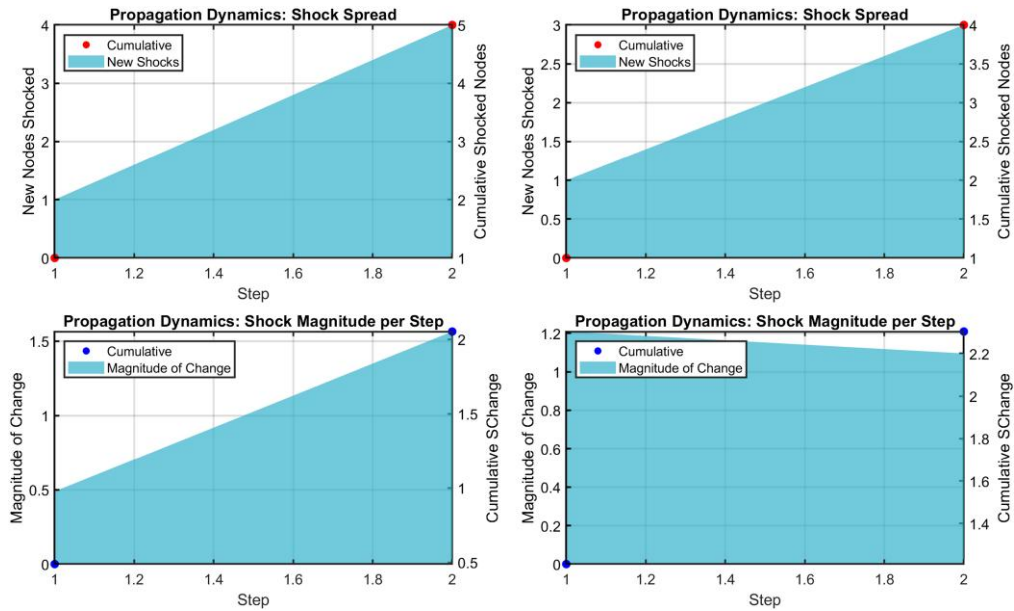 Propagation Dynamics: Shock Spread
Cumulative
New Shocks
New Nodes Shocked
0
1
2
3
4
Cumulative Shocked Nodes
1
2
3
4
5
1
1.2
1.4
1.6
1.8
2
Step
Propagation Dynamics: Shock Spread
Cumulative
New Shocks
New Nodes Shocked
0
0.5
1
1.5
2
2.5
3
Cumulative Shocked Nodes
1
1.5
2
2.5
3
3.5
4
1
1.2
1.4
1.6
1.8
2
Step
Propagation Dynamics: Shock Magnitude per Step
Cumulative
Magnitude of Change
Magnitude of Change
0
0.5
1
1.5
Cumulative SChange
0.5
1
1.5
2
1
1.2
1.4
1.6
1.8
2
Step
Propagation Dynamics: Shock Magnitude per Step
Cumulative
Magnitude of Change
Magnitude of Change
0
0.2
0.4
0.6
0.8
1
1.2
Cumulative SChange
1.4
1.6
1.8
2
2.2
1
1.2
1.4
1.6
1.8
2
Step